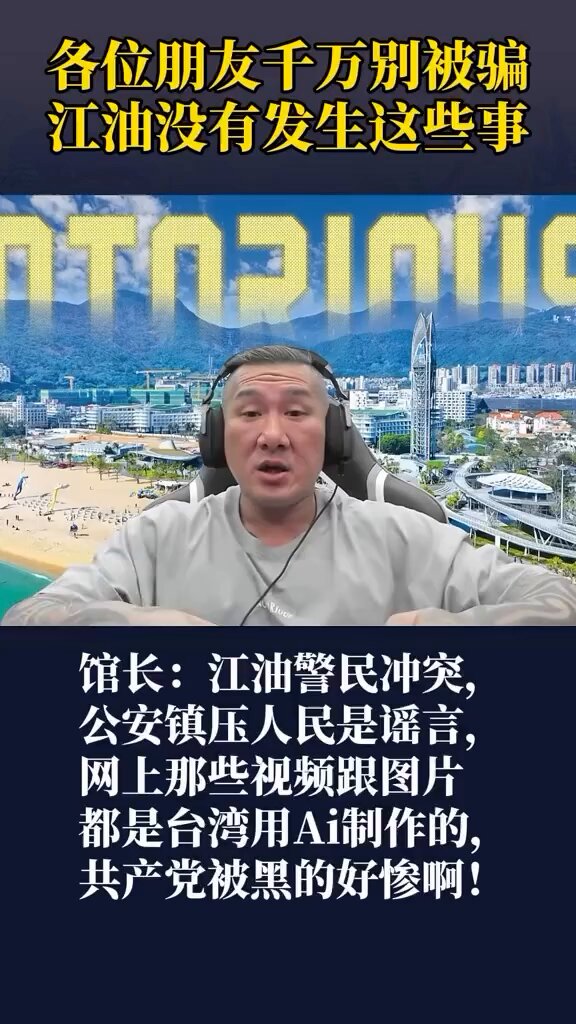 各位朋友千万别被骗
江油没有发生这些事
NOTORIOUS
馆长：江油警民冲突，
公安镇压人民是谣言，
网上那些视频跟图片
都是台湾用Ai制作的，
共产党被黑的好惨啊！